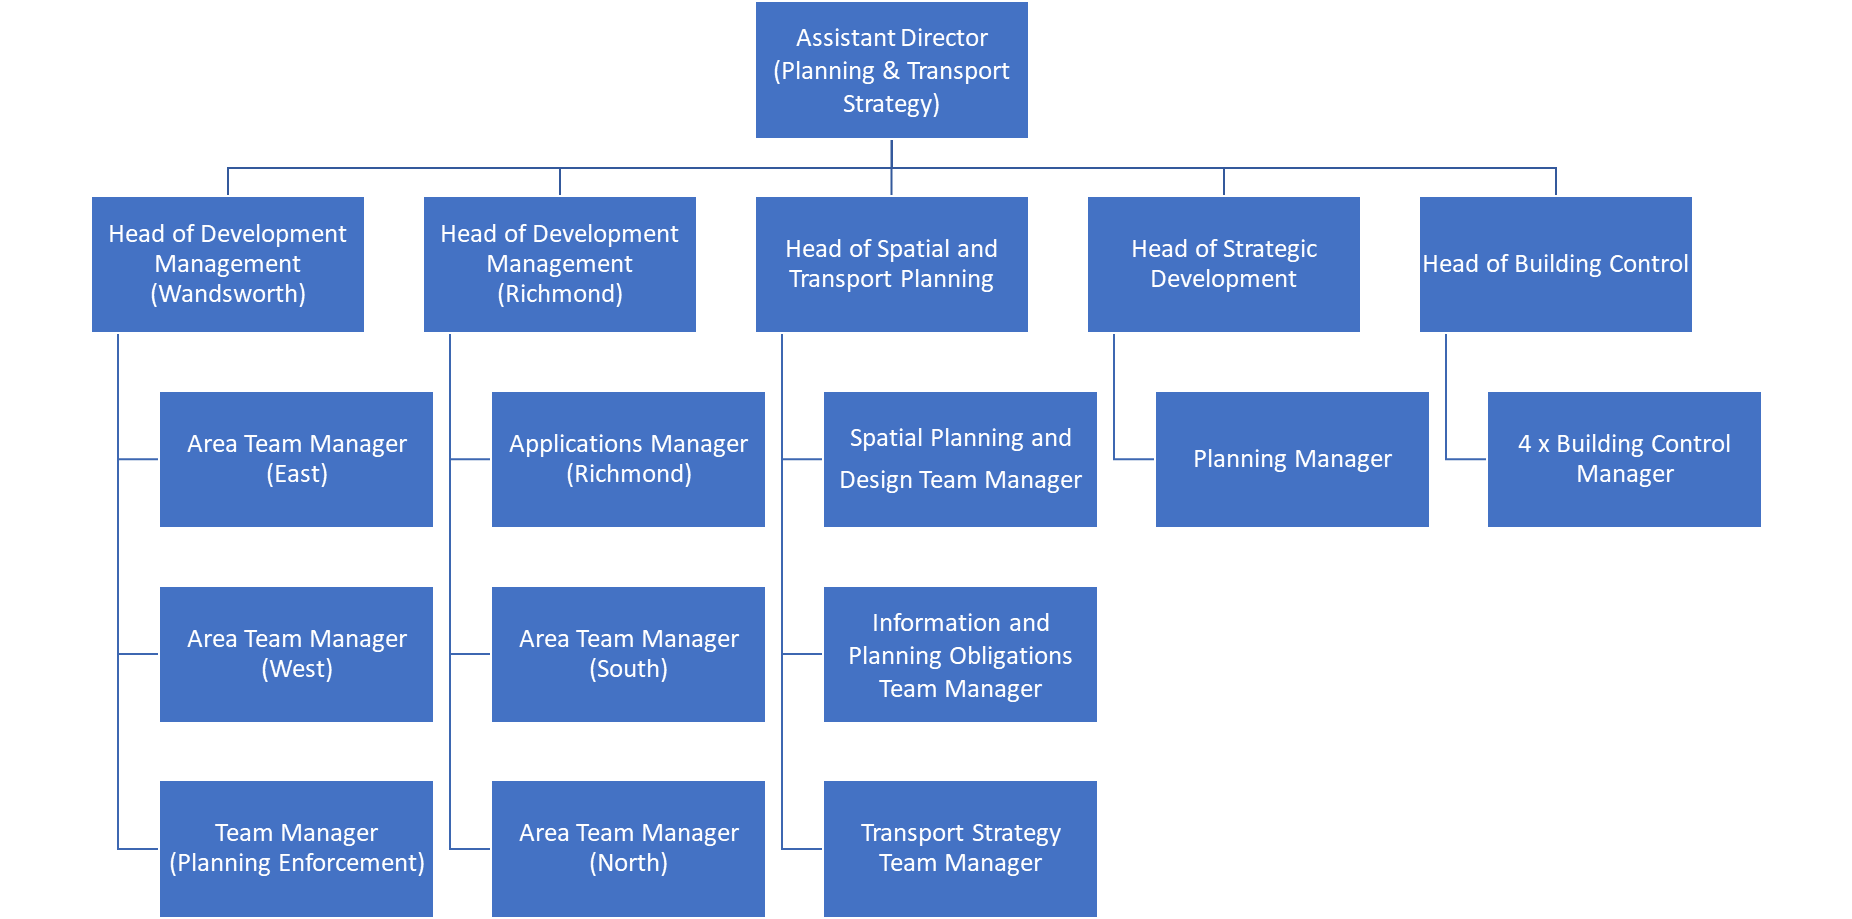 Assistant Director
(Planning & Transport
Strategy)
Head of Development
Management
(Wandsworth)
Head of Development
Management
(Richmond)
Head of Spatial and
Transport Planning
Head of Strategic
Development
Head of Building Control
Area Team Manager
(East)
Applications Manager
(Richmond)
Spatial Planning and
Design Team Manager
Planning Manager
4 x Building Control
Manager
Area Team Manager
(West)
Area Team Manager
(South)
Information and
Planning Obligations
Team Manager
Team Manager
(Planning Enforcement)
Area Team Manager
(North)
Transport Strategy
Team Manager